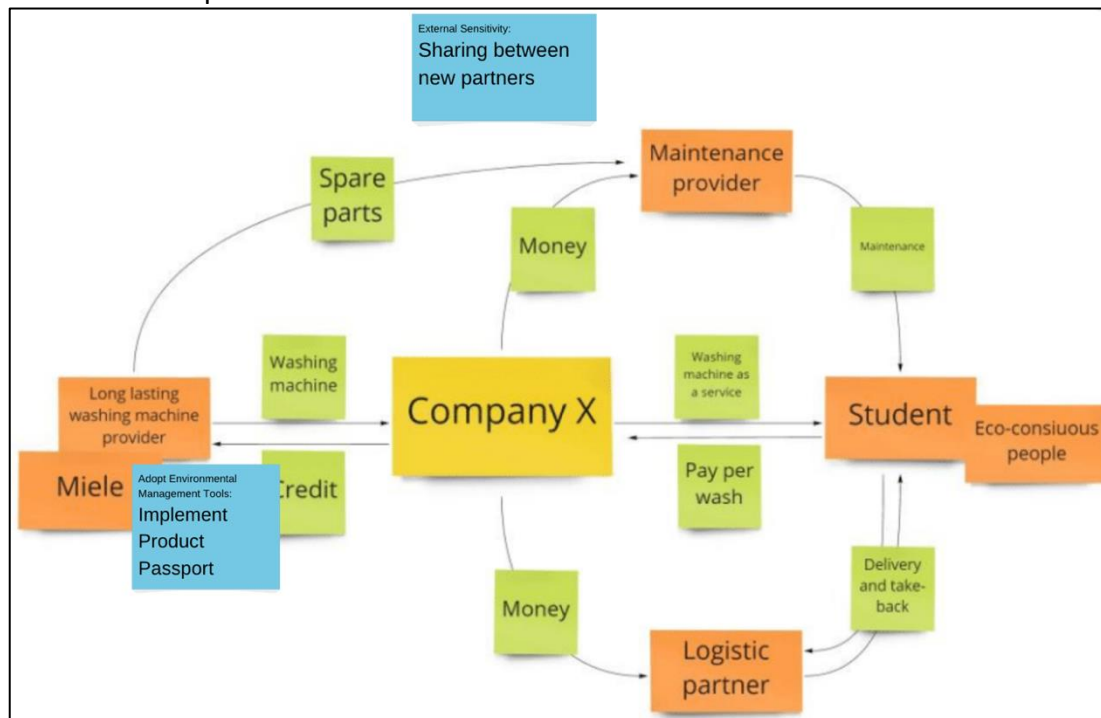 External Sensitivity:
Sharing between
new partners
Maintenance
provider
Spare
parts
Money
Maintenance
Washing
machine
Washing
machine as
a service
Long lasting
washing machine
provider
Company X
Student
Eco-consiuous
people
Miele
Adopt Environmental
Management Tools:
Implement
Product
Passport
Credit
Pay per
wash
Money
Delivery
and take-
back
Logistic
partner